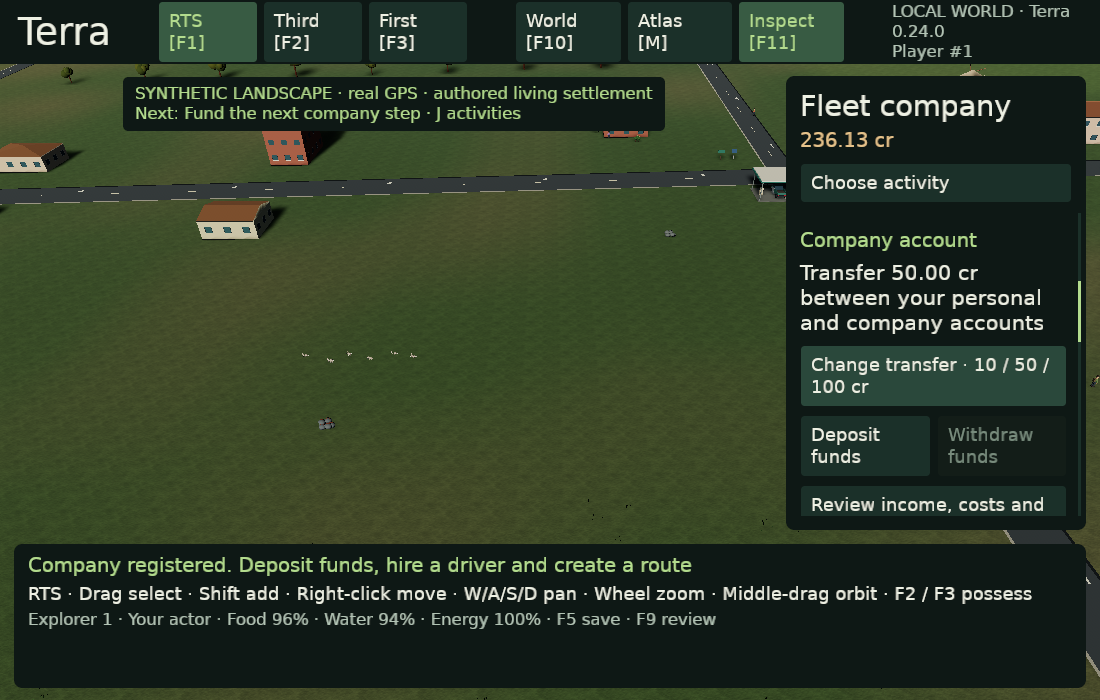 Terra
RTS
[F1]
Third
[F2]
First
[F3]
World
[F10]
Atlas
[M]
Inspect
[F11]
LOCAL WORLD · Terra
0.24.0
Player #1
SYNTHETIC LANDSCAPE · real GPS · authored living settlement
Next: Fund the next company step · J activities
Fleet company
236.13 cr
Choose activity
Company account
Transfer 50.00 cr
between your personal
and company accounts
Change transfer · 10 / 50 /
100 cr
Deposit
funds
Withdraw
funds
Review income, costs and
Company registered. Deposit funds, hire a driver and create a route
RTS · Drag select · Shift add · Right-click move · W/A/S/D pan · Wheel zoom · Middle-drag orbit · F2 / F3 possess
Explorer 1 · Your actor · Food 96% · Water 94% · Energy 100% · F5 save · F9 review